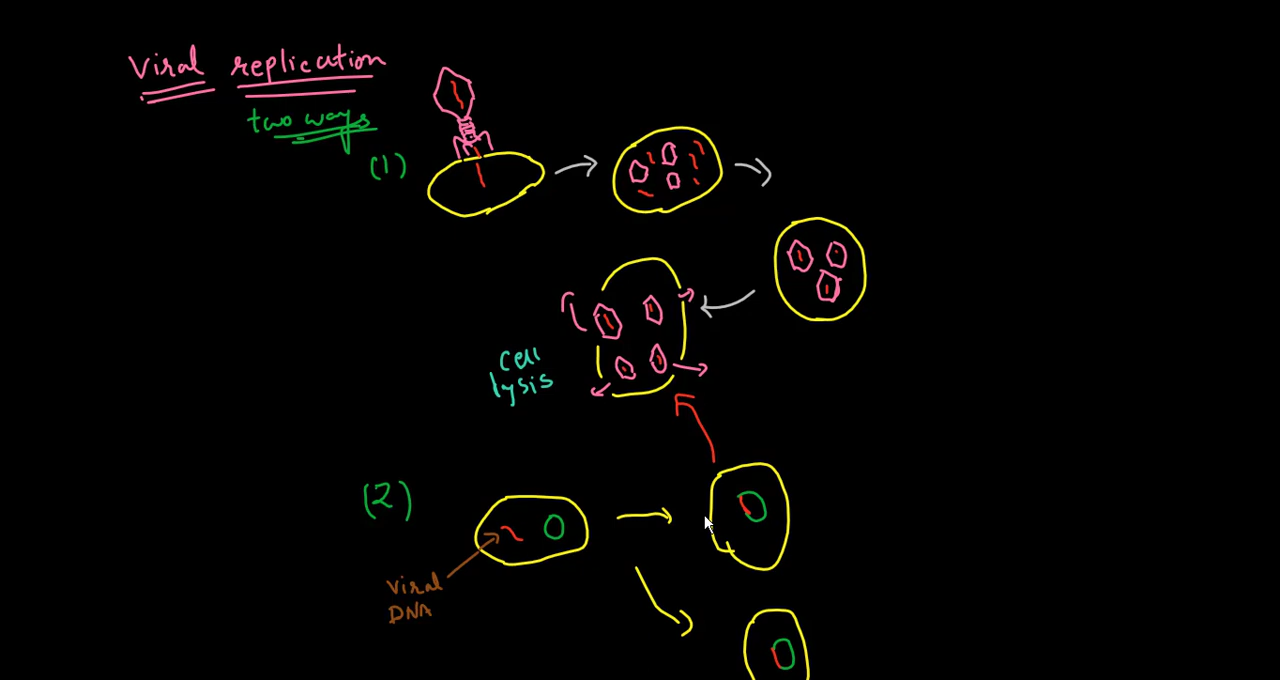 Viral replication
two ways
(1)
cell
lysis
(2)
Viral
DNA